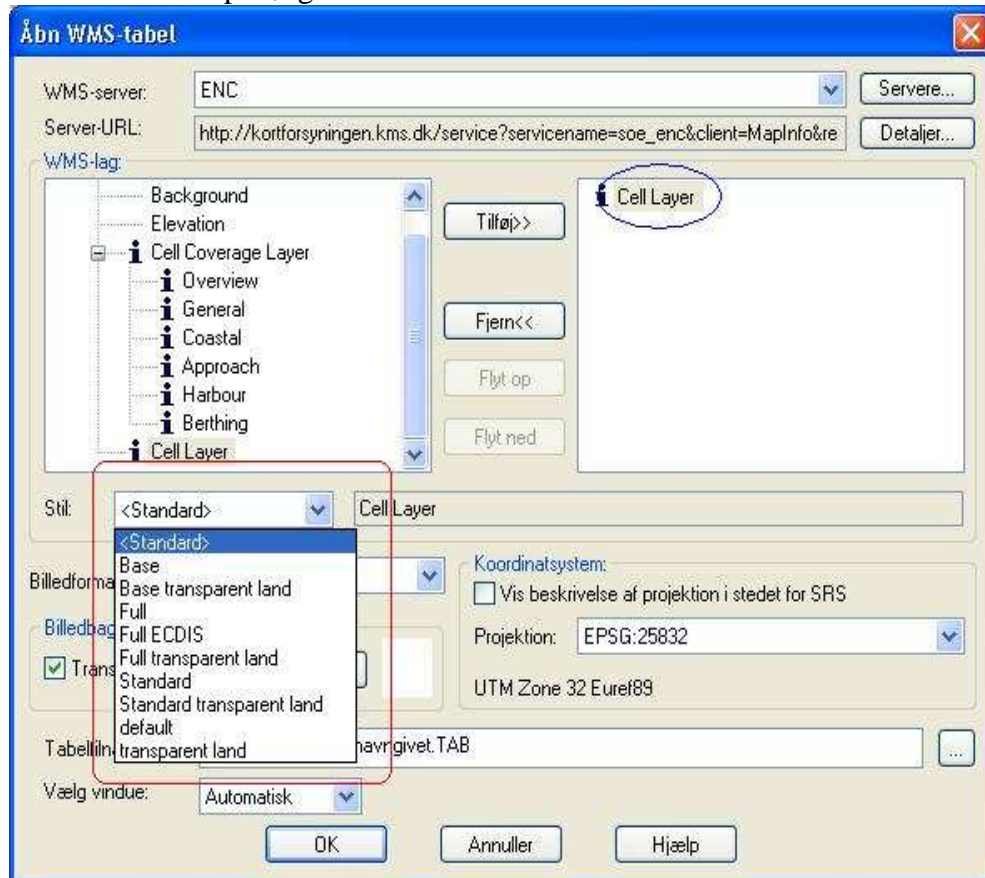 Åbn WMS-tabel
WMS-server: ENC Servere...
Server-URL: http://kortforsyningen.kms.dk/service?servicename=soe_enc&client=MapInfo&re Detaljer...
WMS-lag:
Background
Elevation
Cell Coverage Layer
Overview
General
Coastal
Approach
Harbour
Berthing
Cell Layer
Tilføj>>
Fjern<<
Flyt op
Flyt ned
Cell Layer
Stil: <Standard> Cell Layer
<Standard>
Base
Base transparent land
Full
Full ECDIS
Full transparent land
Standard
Standard transparent land
default
transparent land
Billedforma
Billedbag
Trans
Koordinatsystem:
Vis beskrivelse af projektion i stedet for SRS
Projektion: EPSG:25832
UTM Zone 32 Euref89
Tabeltiln navngivet.TAB ...
Vælg vindue: Automatisk
OK Annuller Hjælp